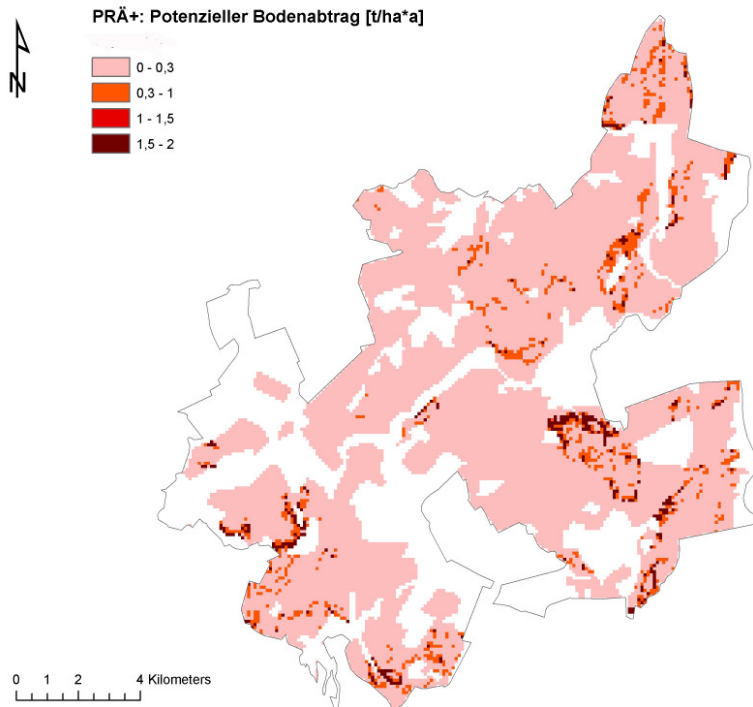 PRÄ+: Potenzieller Bodenabtrag [t/ha*a]
N
0 - 0,3
0,3 - 1
1 - 1,5
1,5 - 2
0 1 2 4 Kilometers